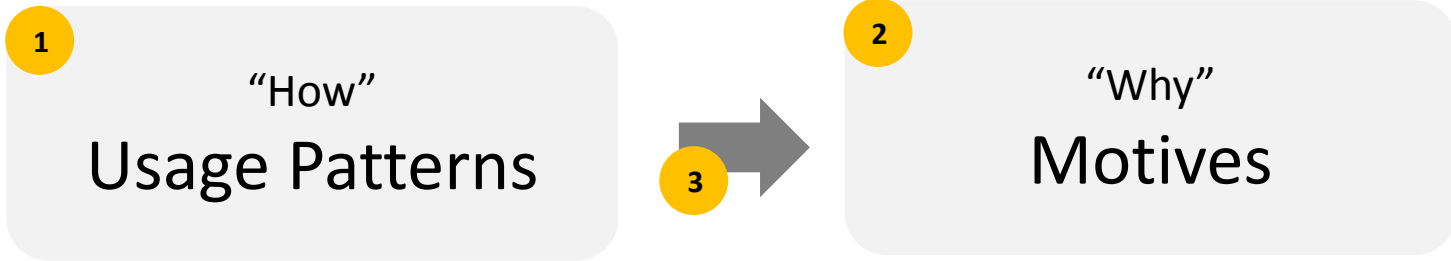 1
“How”
Usage Patterns
3
2
“Why”
Motives